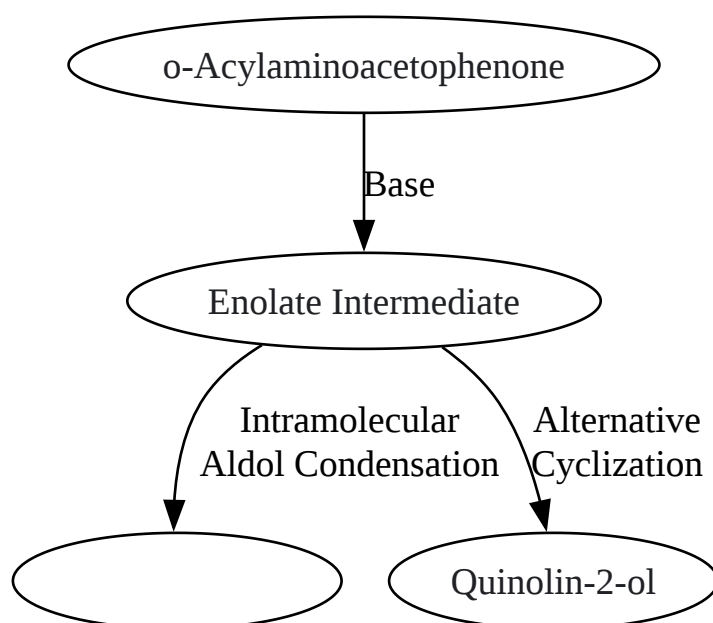 o-Acylaminoacetophenone
Base
Enolate Intermediate
Intramolecular
Aldol Condensation
Alternative
Cyclization
Quinolin-2-ol